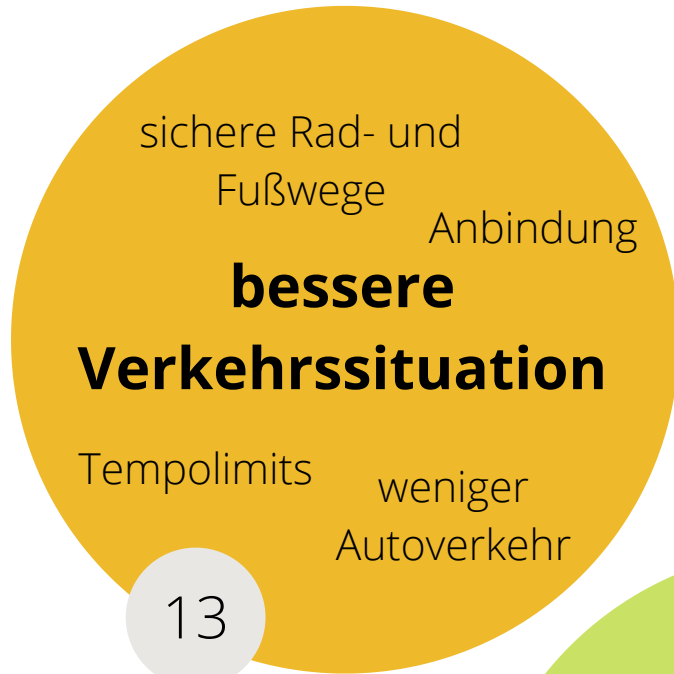 sichere Rad- und
Fußwege
Anbindung
bessere
Verkehrssituation
Tempolimits
weniger
Autoverkehr
13